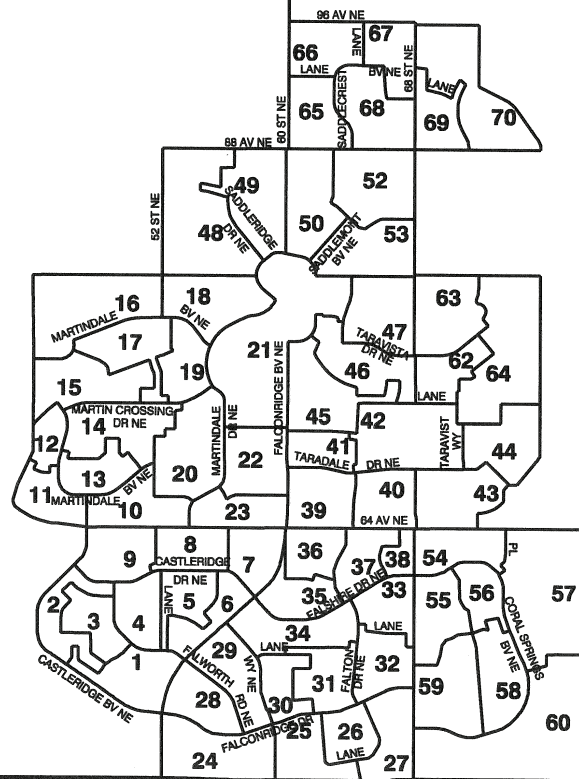 96 AV NE
67
66
LANE
68 ST NE
LANE
BV NE
65
60 ST NE
SADDLECREST
68
LANE
69
70
88 AV NE
52 ST NE
49
SADDLERIDGE
DR NE
48
50
52
53
SADDLEMONT
BV NE
16
18
BV NE
MARTINDALE
17
19
21
47
TARAVISTA
DR NE
46
63
62
64
15
MARTIN CROSSING
DR NE
14
MARTINDALE
DR NE
FALCONRIDGE BV NE
45
42
LANE
TARAVIST
WY
12
13
11
MARTINDALE
BV NE
10
20
22
23
41
TARADALE
DR NE
39
40
64 AV NE
44
43
9
8
CASTLERIDGE
DR NE
7
36
37
38
54
PL
57
2
3
4
LANE
5
6
35
FALSHIRE DR NE
33
55
56
CORAL SPRINGS
BV NE
1
CASTLERIDGE BV NE
FALWORTH
RD NE
29
WY NE
28
34
LANE
LANE
31
FALTON
DR NE
32
30
59
58
60
24
FALCONRIDGE DR
25
26
LANE
27